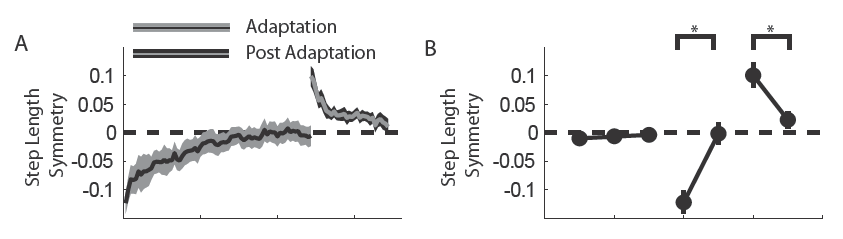 A
Adaptation
Post Adaptation
Step Length
Symmetry
0.1
0.05
0
-0.05
-0.1
B
* *
Step Length
Symmetry
0.1
0.05
0
-0.05
-0.1